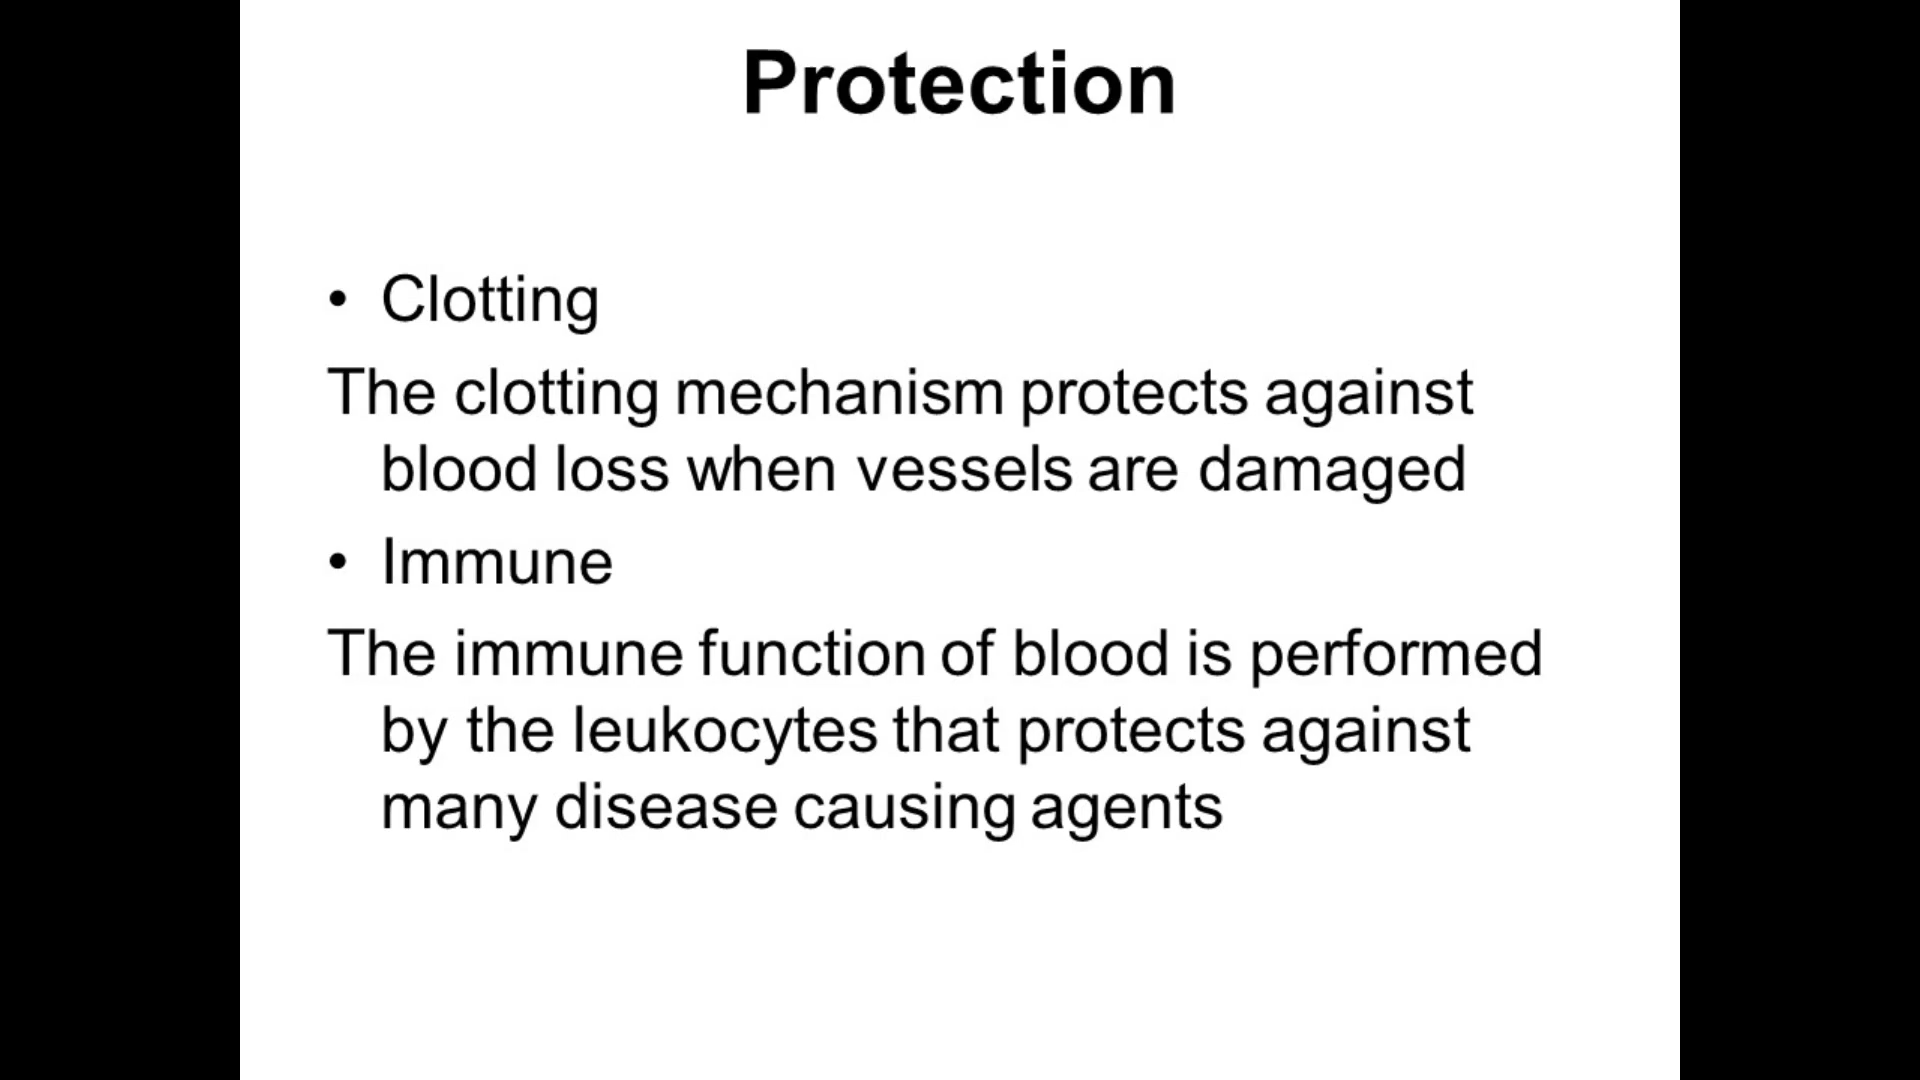 Protection
• Clotting
The clotting mechanism protects against
blood loss when vessels are damaged
• Immune
The immune function of blood is performed
by the leukocytes that protects against
many disease causing agents